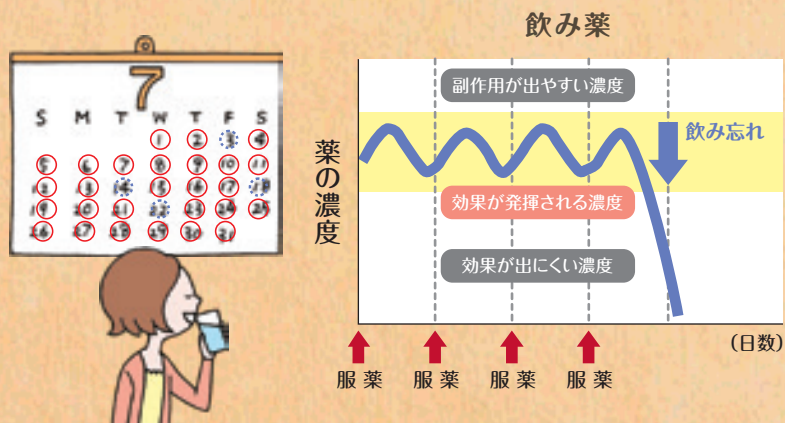 飲み薬
7
S M T W T F S
1 2 3 4
5 6 7 8 9 10 11
12 13 14 15 16 17 18
19 20 21 22 23 24 25
26 27 28 29 30 31
薬の濃度
副作用が出やすい濃度
飲み忘れ
効果が発揮される濃度
効果が出にくい濃度
(日数)
服薬 服薬 服薬 服薬